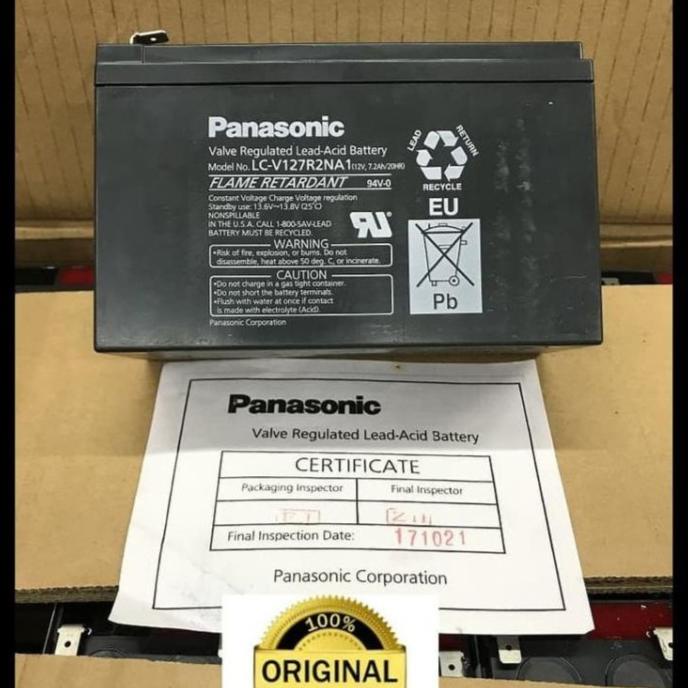 Panasonic
Valve Regulated Lead-Acid Battery
Model No. LC-V127R2NA1 (12V, 7.2Ah/20HR)
FLAME RETARDANT 94V-0
Constant Voltage Charge Voltage regulation
Standby use: 13.6V~13.8V (25°C)
NONSPILLABLE
IN THE U.S.A. CALL 1-800-SAV-LEAD
BATTERY MUST BE RECYCLED.
WARNING
•Risk of fire, explosion, or burns. Do not
disassemble, heat above 50 deg. C, or incinerate.
CAUTION
•Do not charge in a gas tight container.
•Do not short the battery terminals.
•Flush with water at once if contact
is made with electrolyte (Acid).
Panasonic Corporation
LEAD
RETURN
RECYCLE
EU
Pb
Panasonic
Valve Regulated Lead-Acid Battery
CERTIFICATE
Packaging Inspector
Final Inspector
Final Inspection Date: 171021
Panasonic Corporation
100%
ORIGINAL